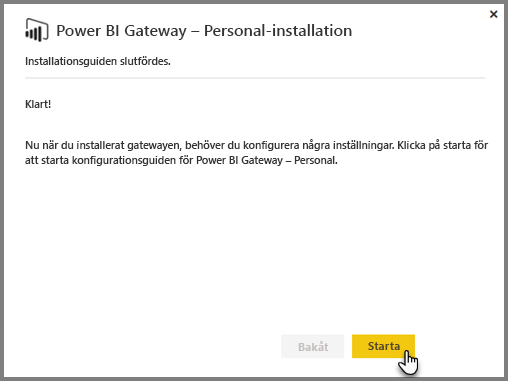 Power BI Gateway – Personal-installation
Installationsguiden slutfördes.
Klart!
Nu när du installerat gatewayen, behöver du konfigurera några inställningar. Klicka på starta för
att starta konfigurationsguiden för Power BI Gateway – Personal.
Bakåt
Starta